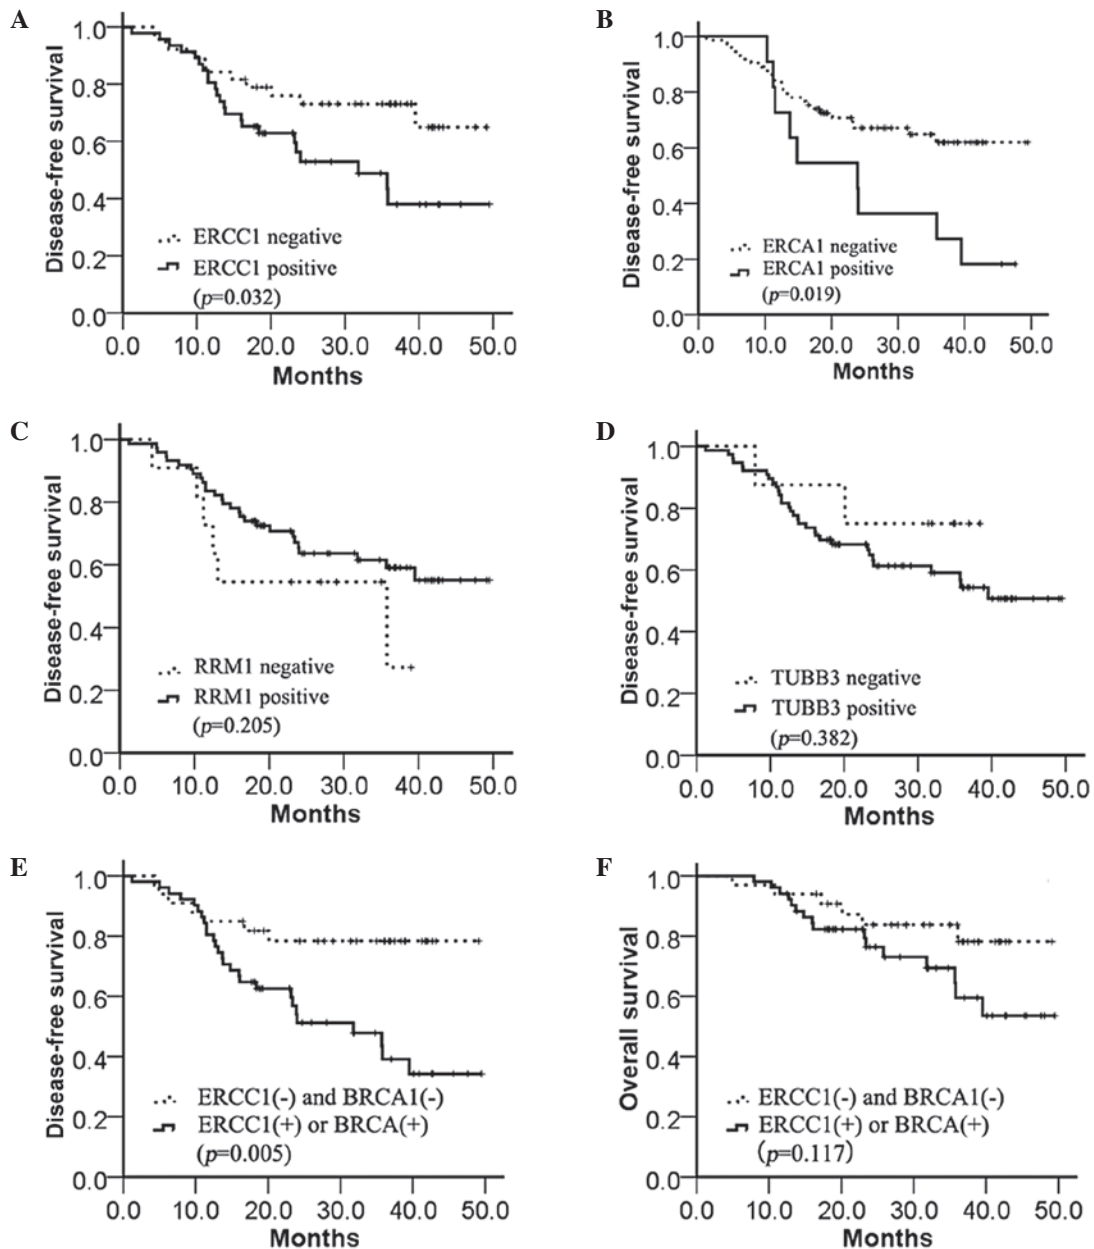 A
Disease-free survival
1.0
0.8
0.6
0.4
0.2
0.0
ERCC1 negative
ERCC1 positive
(p=0.032)
0.0 10.0 20.0 30.0 40.0 50.0
Months
B
Disease-free survival
1.0
0.8
0.6
0.4
0.2
0.0
ERCA1 negative
ERCA1 positive
(p=0.019)
0.0 10.0 20.0 30.0 40.0 50.0
Months
C
Disease-free survival
1.0
0.8
0.6
0.4
0.2
0.0
RRM1 negative
RRM1 positive
(p=0.205)
0.0 10.0 20.0 30.0 40.0 50.0
Months
D
Disease-free survival
1.0
0.8
0.6
0.4
0.2
0.0
TUBB3 negative
TUBB3 positive
(p=0.382)
0.0 10.0 20.0 30.0 40.0 50.0
Months
E
Disease-free survival
1.0
0.8
0.6
0.4
0.2
0.0
ERCC1(-) and BRCA1(-)
ERCC1(+) or BRCA(+)
(p=0.005)
0.0 10.0 20.0 30.0 40.0 50.0
Months
F
Overall survival
1.0
0.8
0.6
0.4
0.2
0.0
ERCC1(-) and BRCA1(-)
ERCC1(+) or BRCA(+)
(p=0.117)
0.0 10.0 20.0 30.0 40.0 50.0
Months